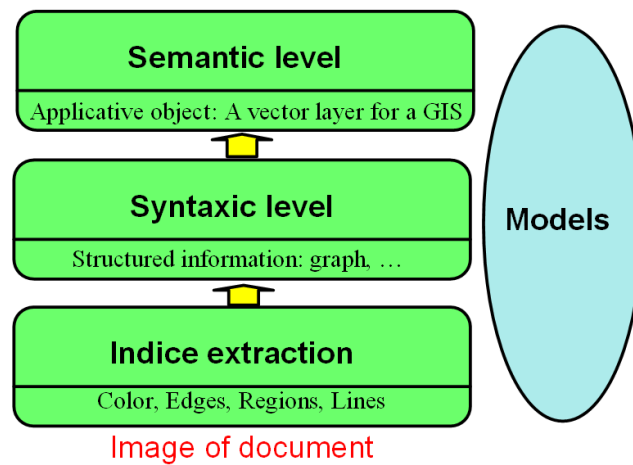 Semantic level
Applicative object: A vector layer for a GIS
Syntaxic level
Structured information: graph, …
Models
Indice extraction
Color, Edges, Regions, Lines
Image of document